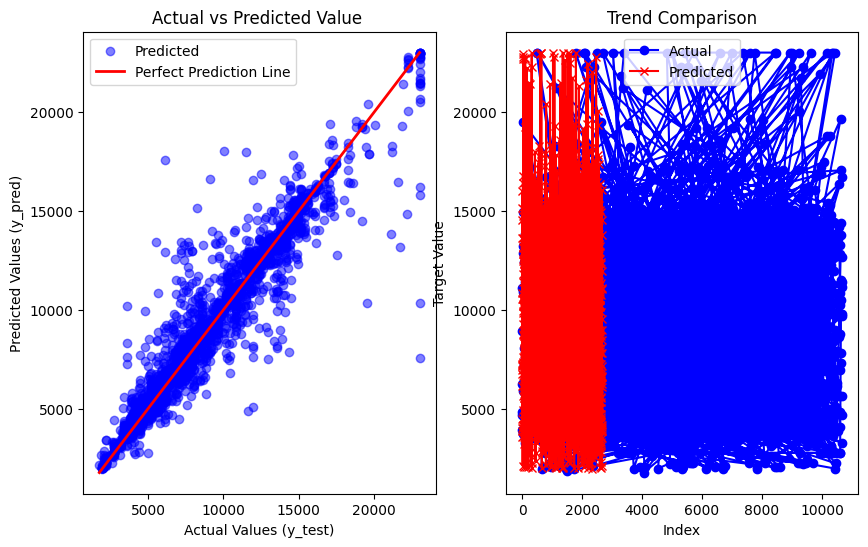 Actual vs Predicted Value
Predicted
Perfect Prediction Line
20000
15000
10000
5000
Predicted Values (y_pred)
5000
10000
15000
20000
Actual Values (y_test)
Trend Comparison
Actual
Predicted
20000
15000
10000
5000
Target Value
0
2000
4000
6000
8000
10000
Index